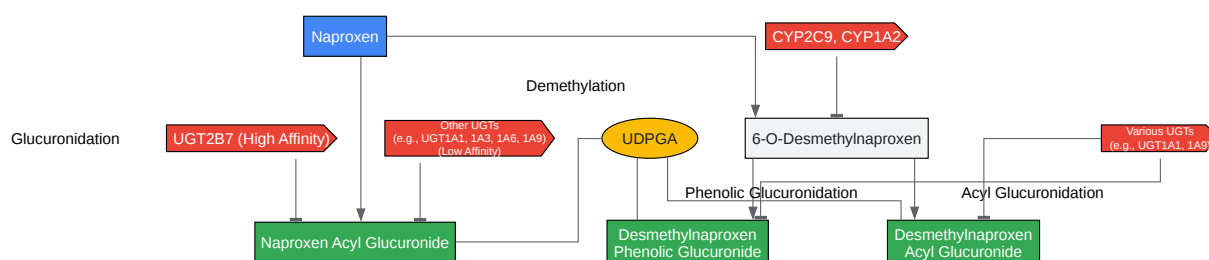 Naproxen
CYP2C9, CYP1A2
Demethylation
Glucuronidation
UGT2B7 (High Affinity)
Other UGTs
(e.g., UGT1A1, 1A3, 1A6, 1A9)
(Low Affinity)
UDPGA
6-O-Desmethylnaproxen
Various UGTs
(e.g., UGT1A1, 1A9)
Phenolic Glucuronidation
Acyl Glucuronidation
Naproxen Acyl Glucuronide
Desmethylnaproxen
Phenolic Glucuronide
Desmethylnaproxen
Acyl Glucuronide